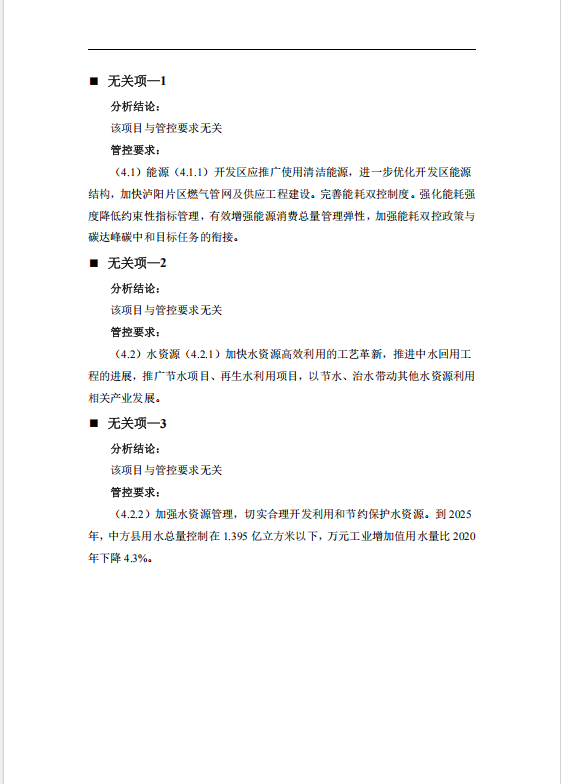 ■ 无关项—1
分析结论：
该项目与管控要求无关
管控要求：
（4.1）能源（4.1.1）开发区应推广使用清洁能源，进一步优化开发区能源
结构，加快泸阳片区燃气管网及供应工程建设。完善能耗双控制度。强化能耗强
度降低约束性指标管理，有效增强能源消费总量管理弹性，加强能耗双控政策与
碳达峰碳中和目标任务的衔接。
■ 无关项—2
分析结论：
该项目与管控要求无关
管控要求：
（4.2）水资源（4.2.1）加快水资源高效利用的工艺革新，推进中水回用工
程的进展，推广节水项目、再生水利用项目，以节水、治水带动其他水资源利用
相关产业发展。
■ 无关项—3
分析结论：
该项目与管控要求无关
管控要求：
（4.2.2）加强水资源管理，切实合理开发利用和节约保护水资源。到 2025
年，中方县用水总量控制在 1.395 亿立方米以下，万元工业增加值用水量比 2020
年下降 4.3%。